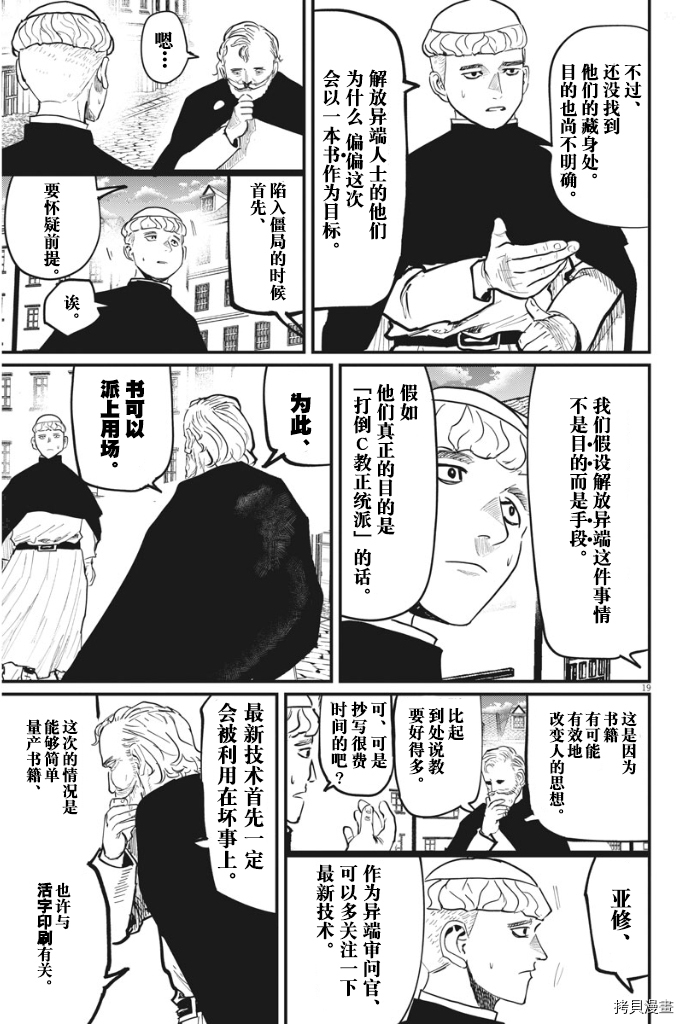 不过、
还没找到
他们的藏身处。
目的也尚不明确。
解放异端人士的他们
为什么 偏偏这次
会以一本书作为目标。
嗯…
陷入僵局的时候
首先、
要怀疑前提。
诶。
我们假设解放异端这件事情
不是目的而是手段。
假如
他们真正的目的是
「打倒C教正统派」的话。
为此、
书可以
派上用场。
19
这是因为
书籍
有可能
有效地
改变人的思想。
比起
到处说教
要好得多。
可、可是
抄写很费
时间的吧?
亚修、
作为异端审问官、
可以多关注一下
最新技术。
最新技术首先一定
会被利用在坏事上。
这次的情况是
能够简单
量产书籍、
也许与
活字印刷有关。
拷贝漫畫